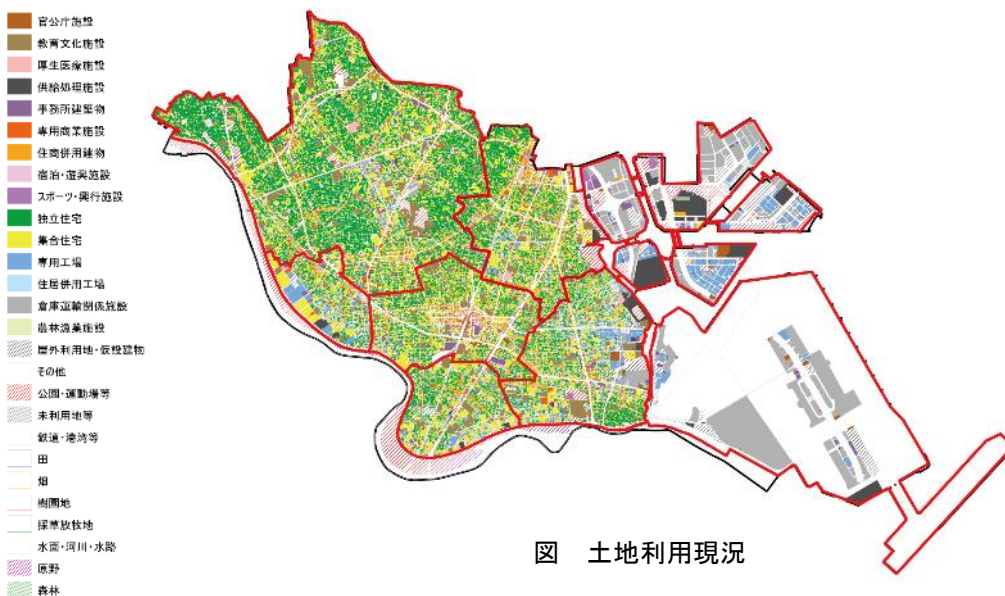 官公庁施設
教育文化施設
厚生医療施設
供給処理施設
事務所建築物
専用商業施設
住商併用建物
宿泊・遊興施設
スポーツ・興行施設
独立住宅
集合住宅
専用工場
住居併用工場
倉庫運輸関係施設
農林漁業施設
屋外利用地・仮設建物
その他
公園・運動場等
未利用地等
鉄道・港湾等
田
畑
樹園地
採草放牧地
水面・河川・水路
原野
森林
図 土地利用現況